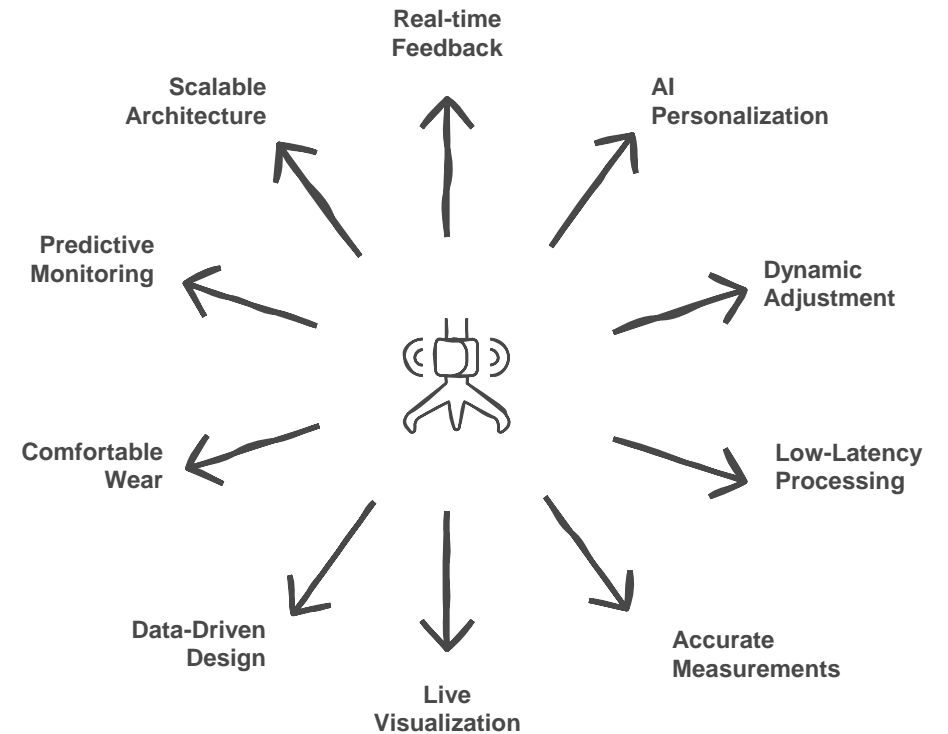 Real-time
Feedback
Scalable
Architecture
AI
Personalization
Predictive
Monitoring
Dynamic
Adjustment
Comfortable
Wear
Low-Latency
Processing
Data-Driven
Design
Accurate
Measurements
Live
Visualization